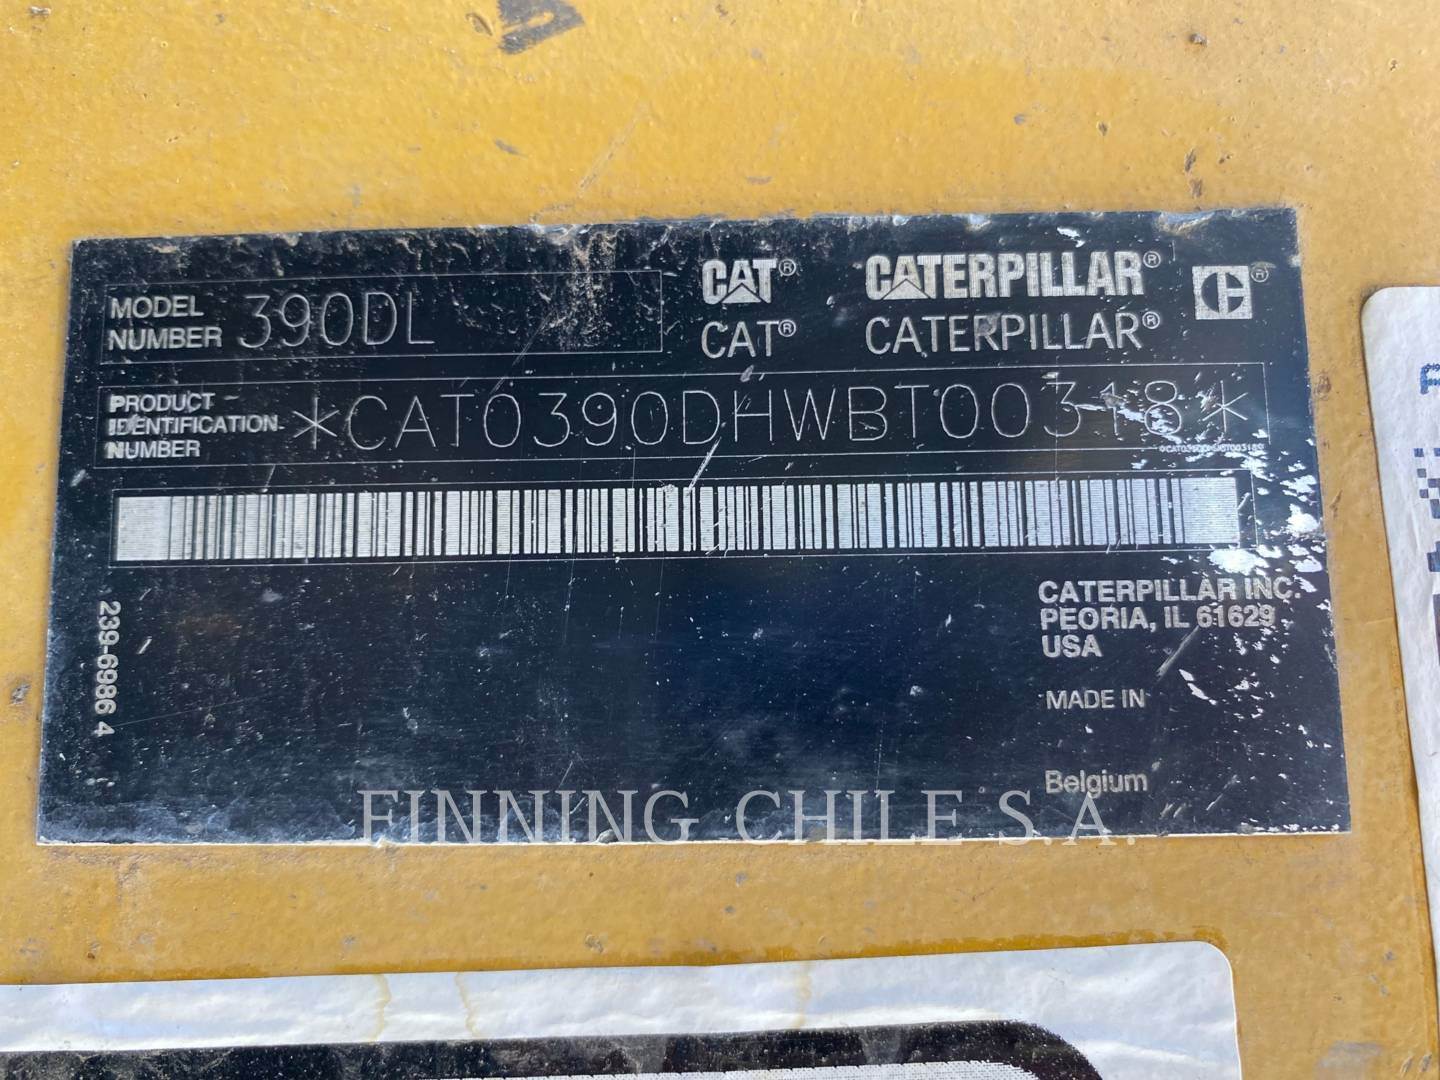 MODEL NUMBER 390DL
CAT® CATERPILLAR®
CAT® CATERPILLAR®
PRODUCT IDENTIFICATION NUMBER *CAT0390DHWBT00318*
239-6986 4
CATERPILLAR INC.
PEORIA, IL 61629
USA
MADE IN
Belgium
FINNING CHILE S.A.